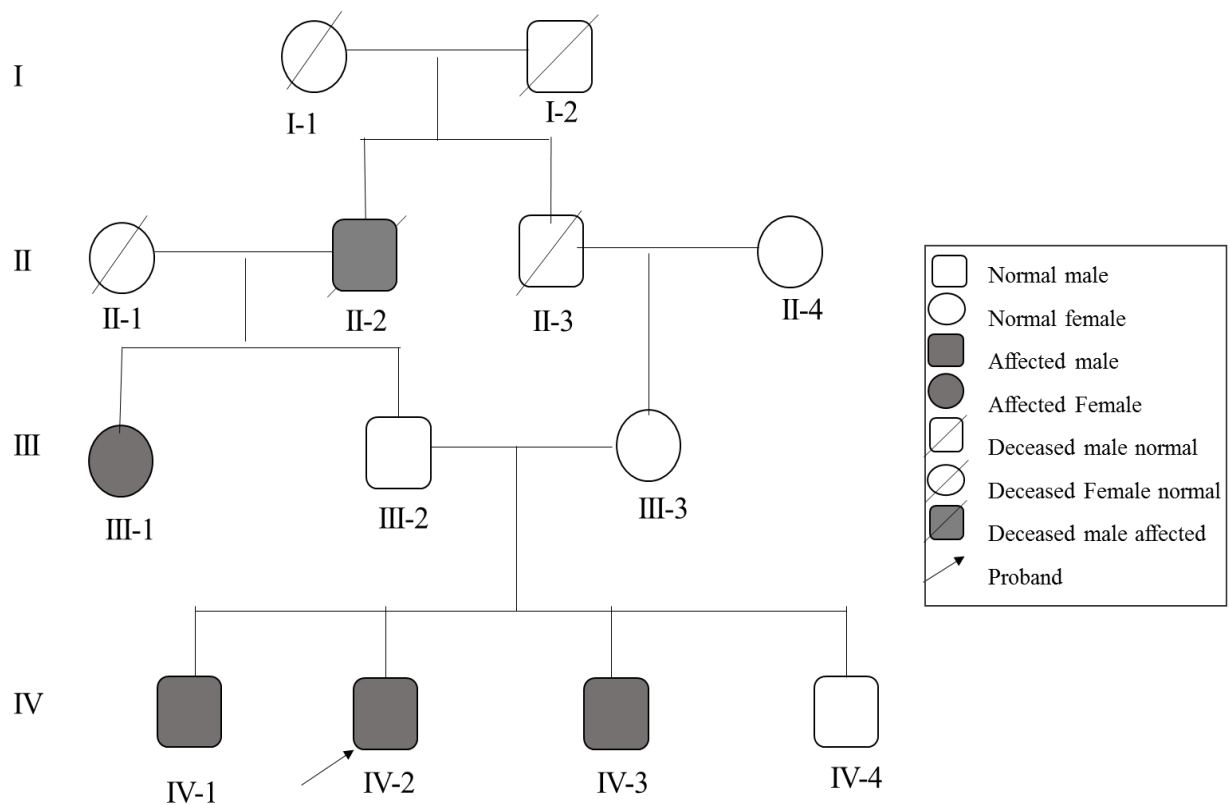 I
I-1
I-2
II
II-1
II-2
II-3
II-4
III
III-1
III-2
III-3
IV
IV-1
IV-2
IV-3
IV-4
Normal male
Normal female
Affected male
Affected Female
Deceased male normal
Deceased Female normal
Deceased male affected
Proband